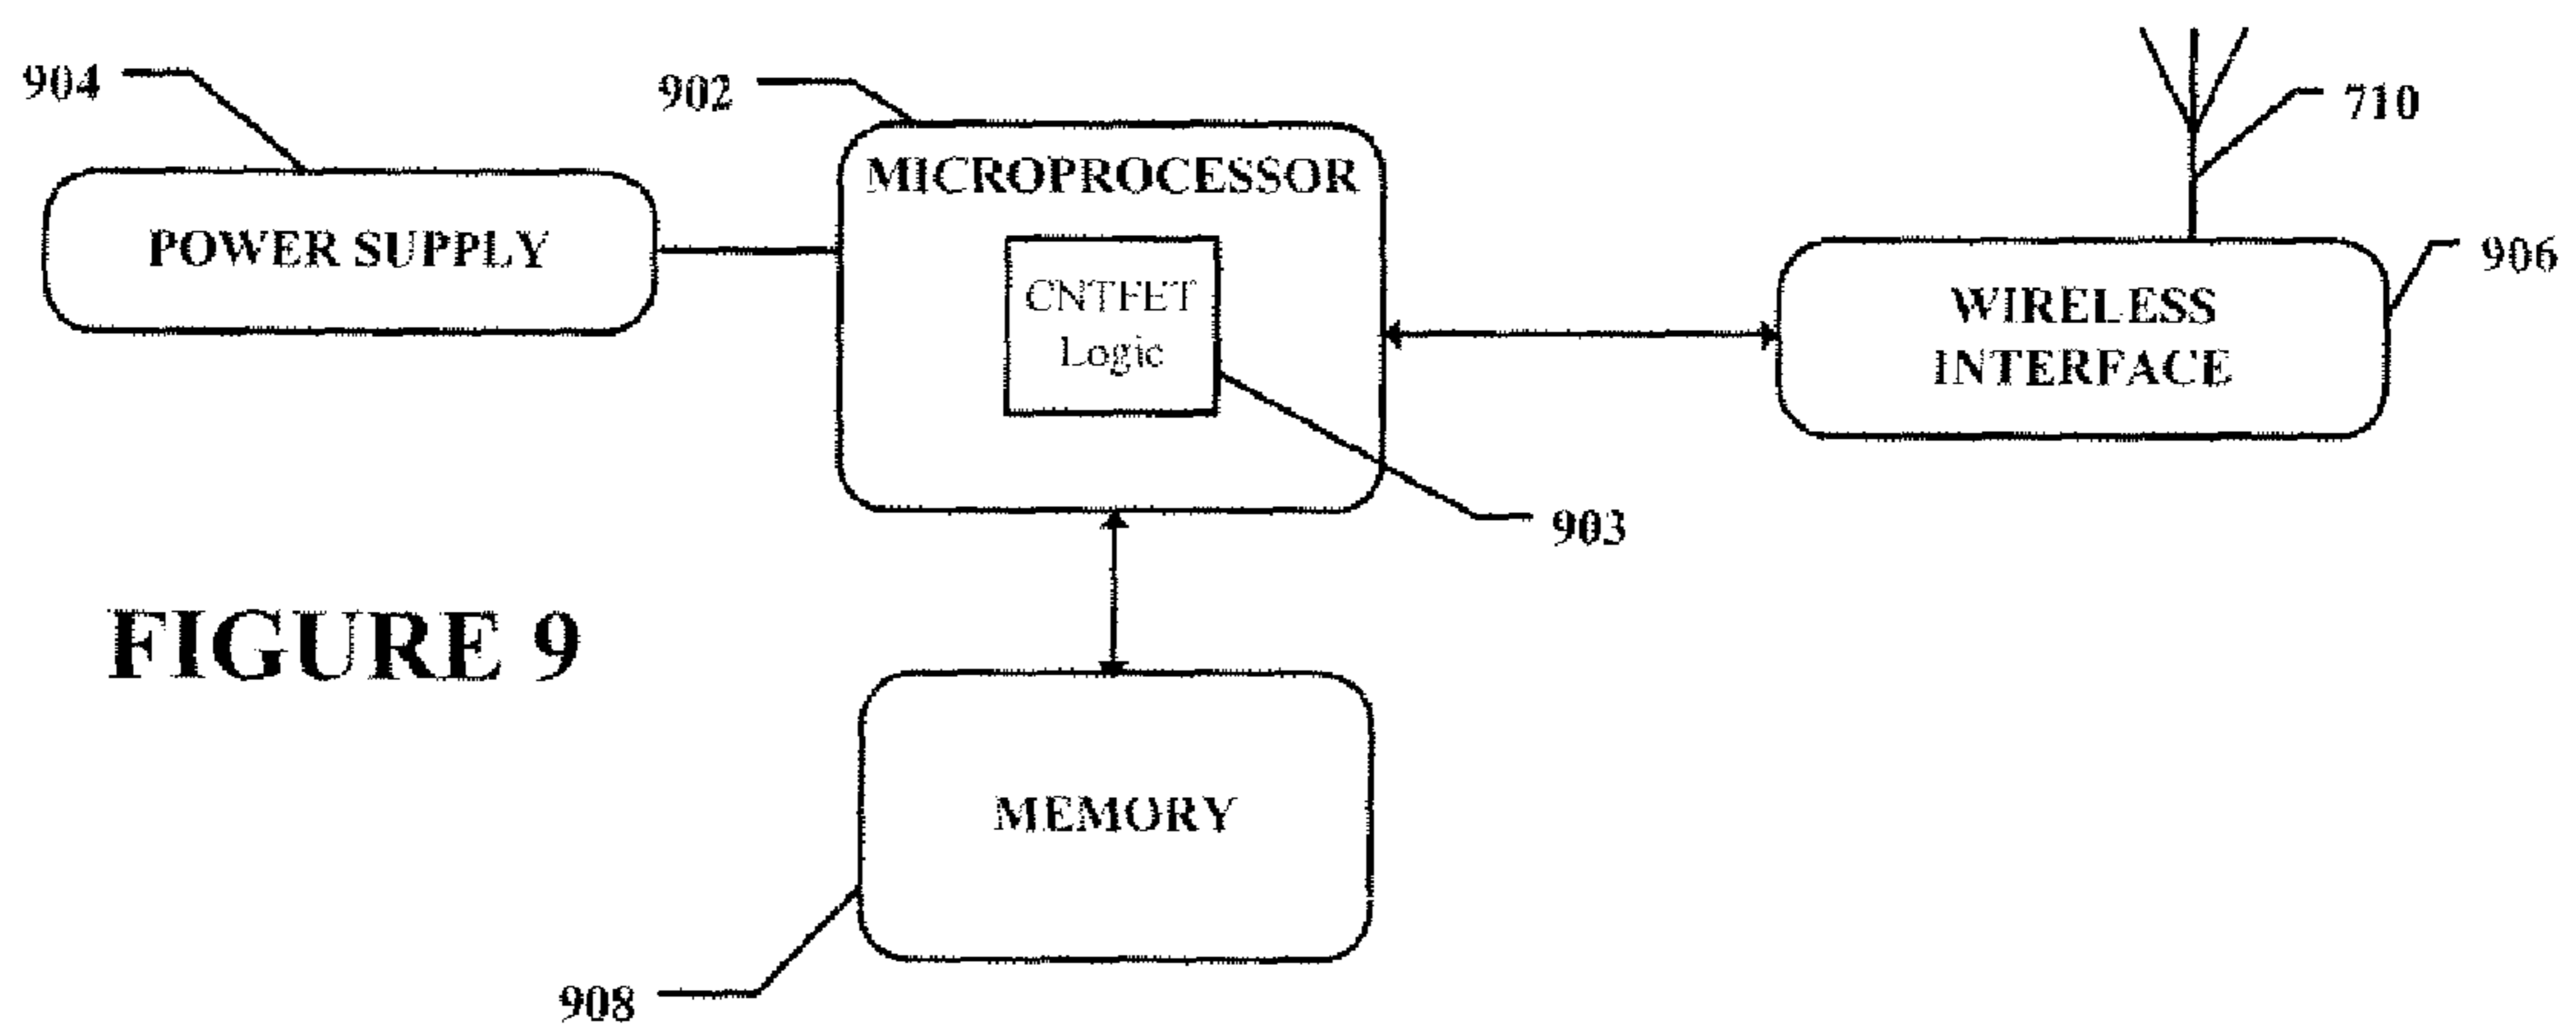 904
902
710
MICROPROCESSOR
POWER SUPPLY
CNTFET
Logic
906
WIRELESS
INTERFACE
903
FIGURE 9
MEMORY
908